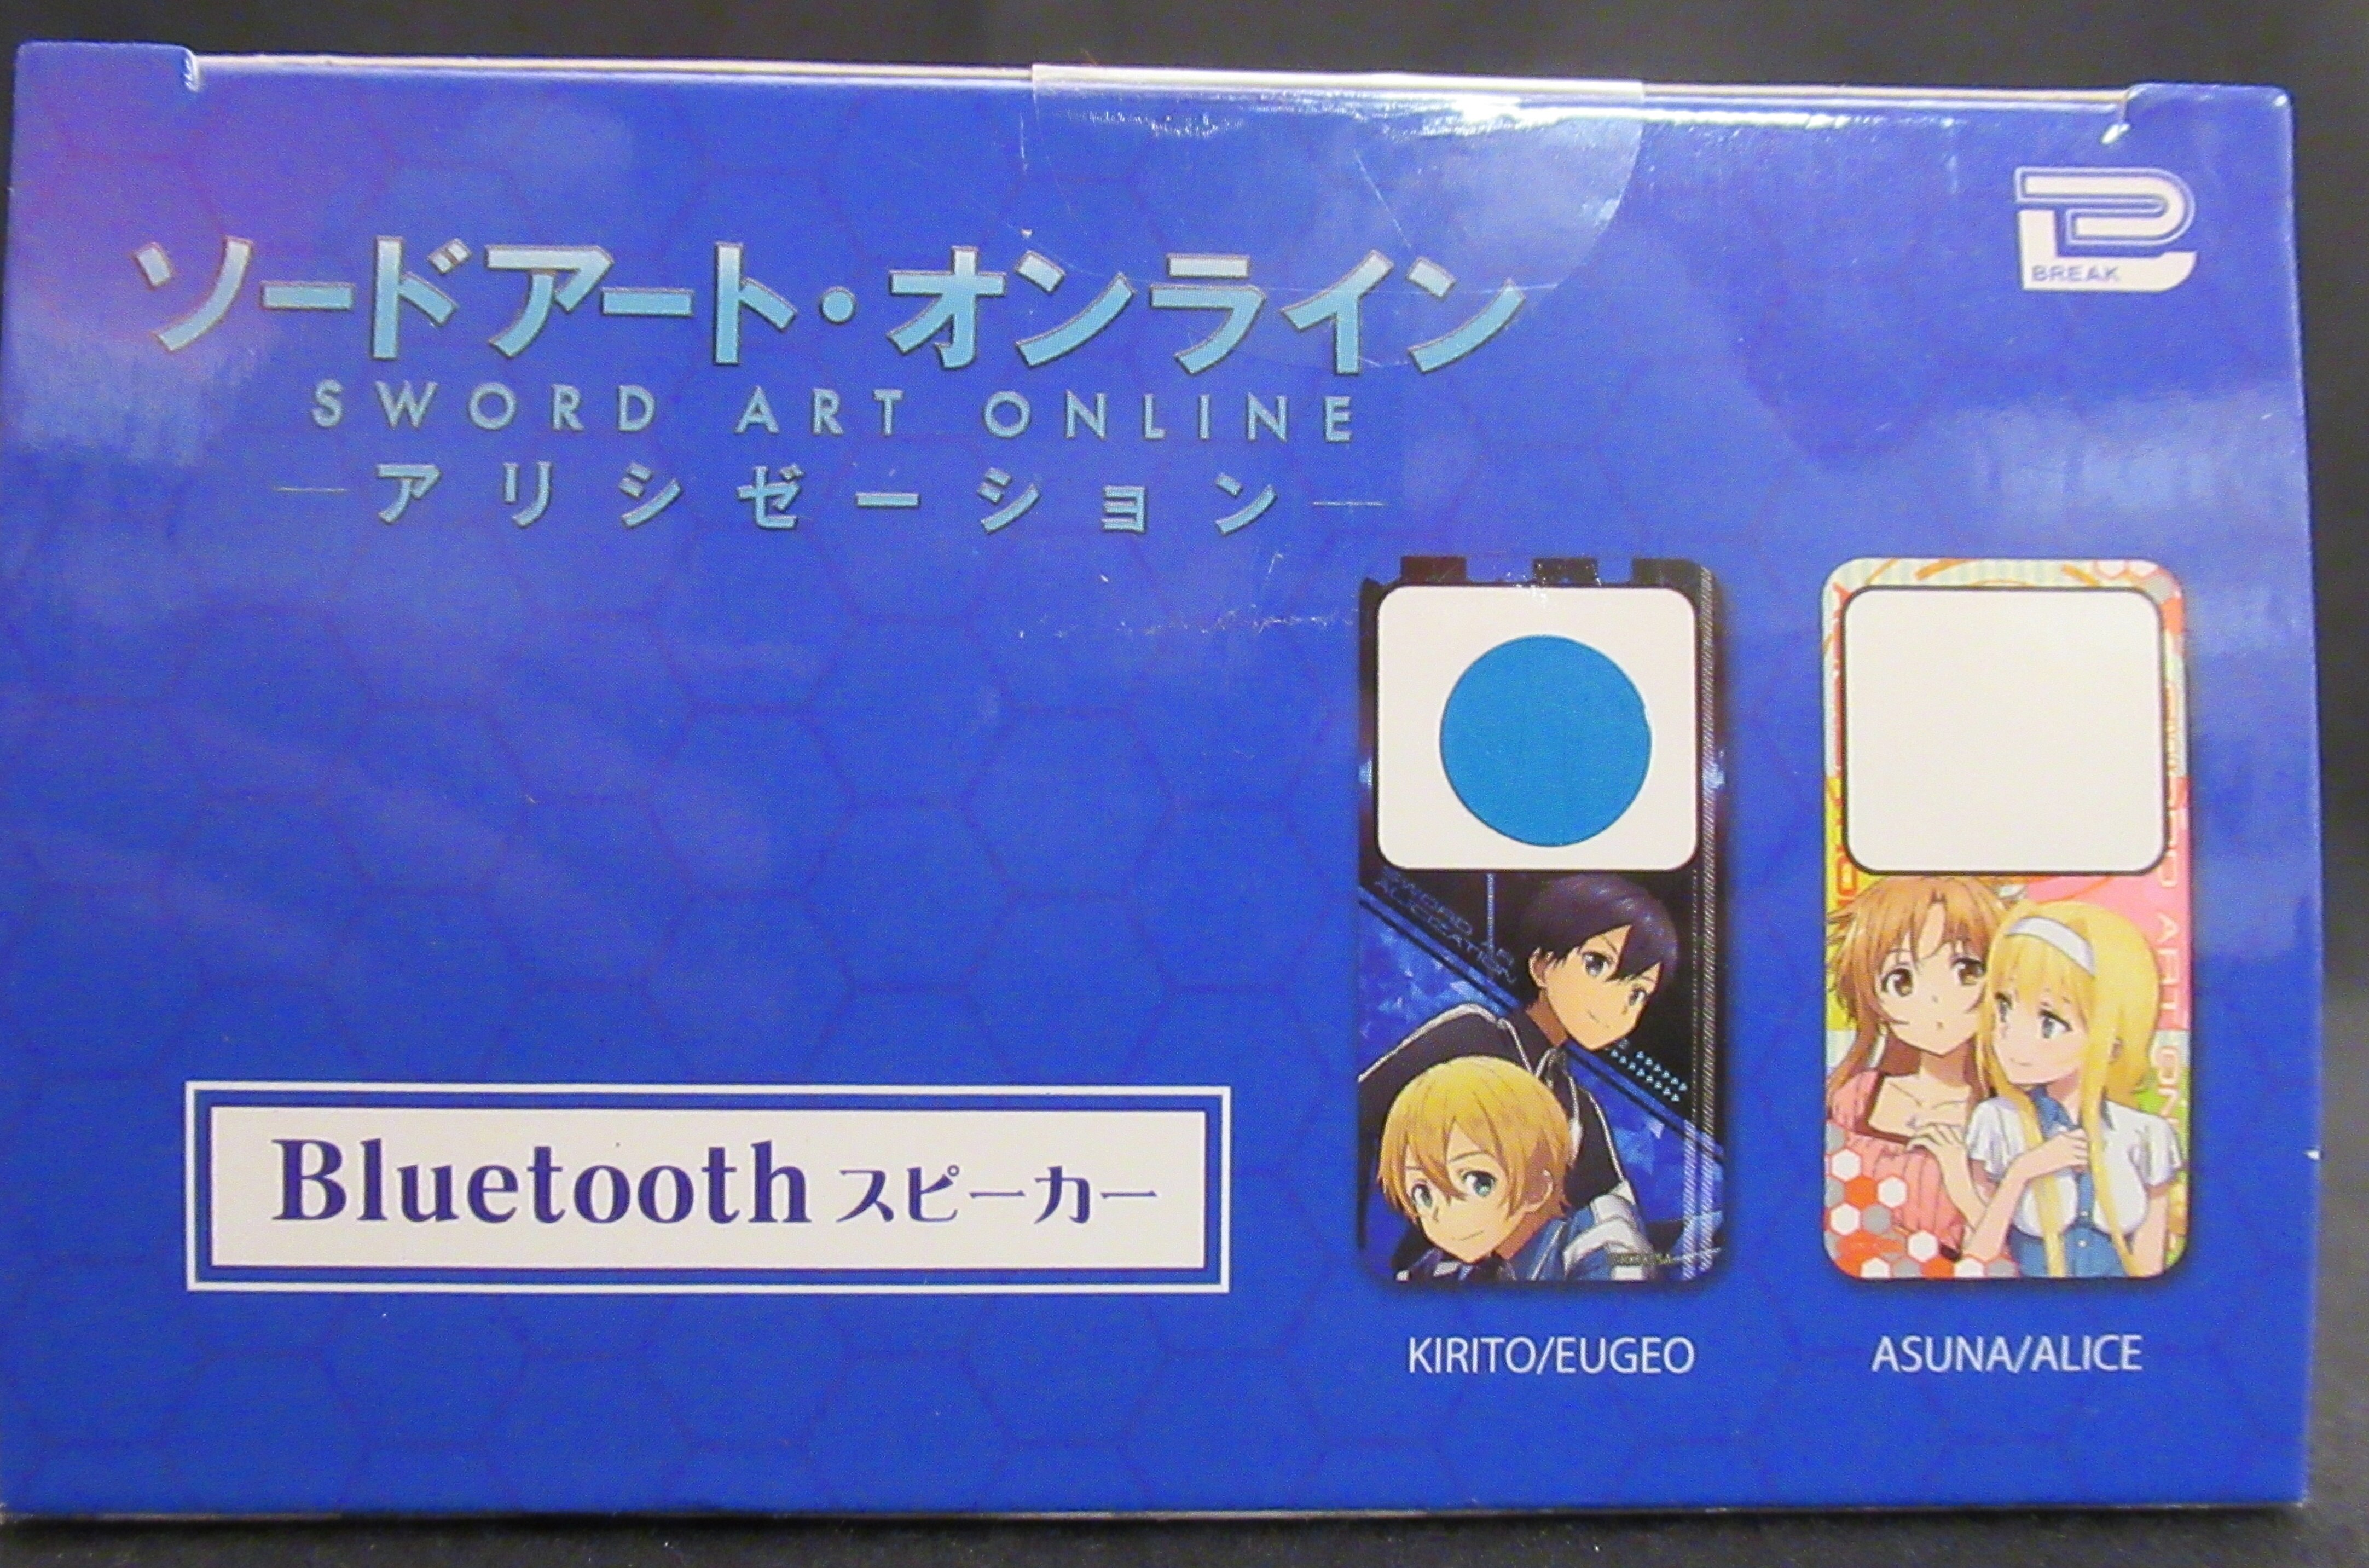 ソードアート・オンライン
SWORD ART ONLINE
アリシゼーション
BREAK
Bluetooth スピーカー
KIRITO/EUGEO
ASUNA/ALICE